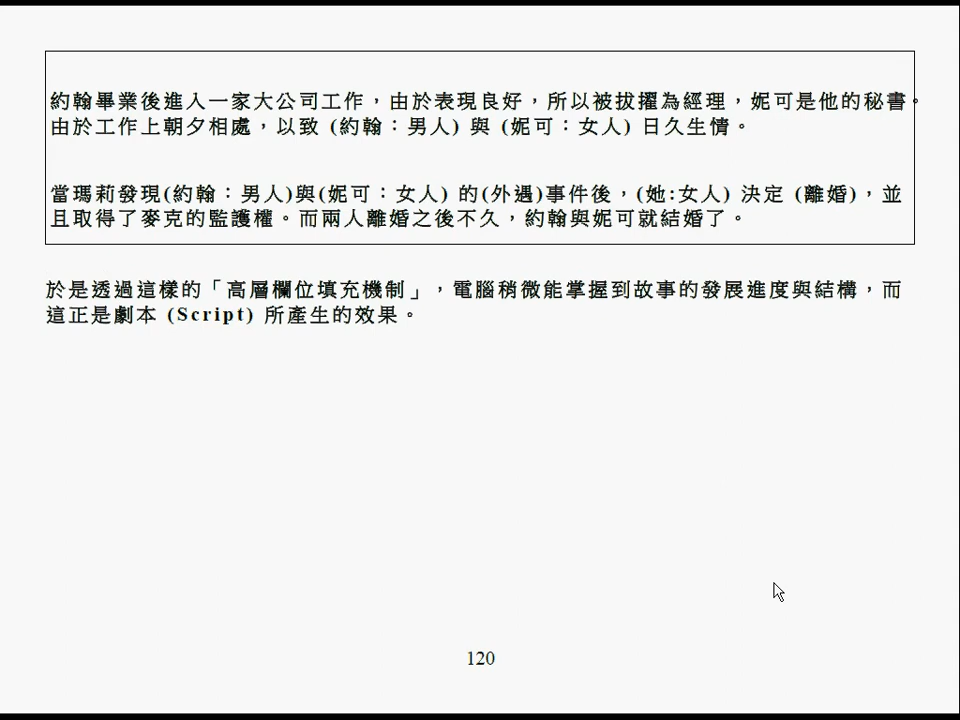 約翰畢業後進入一家大公司工作，由於表現良好，所以被拔擢為經理，妮可是他的秘書。
由於工作上朝夕相處，以致 (約翰：男人) 與 (妮可：女人) 日久生情。
當瑪莉發現(約翰：男人)與(妮可：女人) 的(外遇)事件後，(她:女人) 決定 (離婚)，並
且取得了麥克的監護權。而兩人離婚之後不久，約翰與妮可就結婚了。
於是透過這樣的「高層欄位填充機制」，電腦稍微能掌握到故事的發展進度與結構，而
這正是劇本 (Script) 所產生的效果。
120